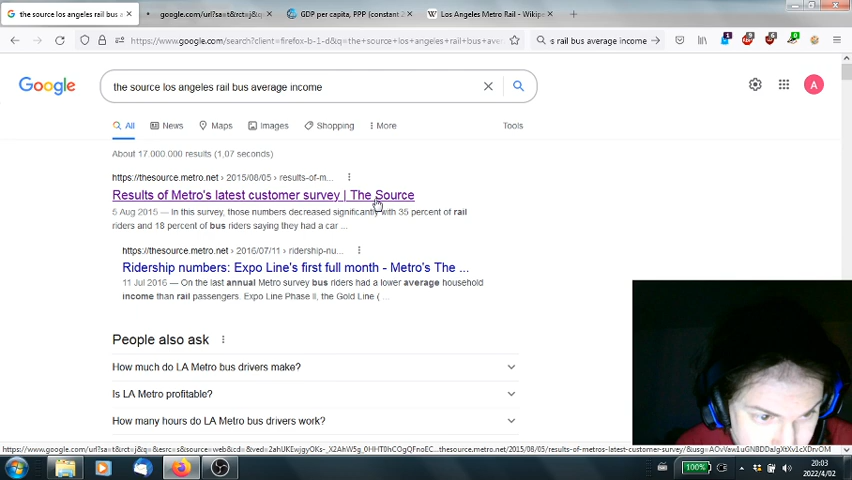 the source los angeles rail bus a
google.com/url?sa=t&rct=j&q=
GDP per capita, PPP (constant 2
Los Angeles Metro Rail - Wikipe
https://www.google.com/search?client=firefox-b-1-d&q=the+source+los+angeles+rail+bus+aver
s rail bus average income
Google
the source los angeles rail bus average income
A
All
News
Maps
Images
Shopping
More
Tools
About 17.000.000 results (1,07 seconds)
https://thesource.metro.net › 2015/08/05 › results-of-m...
Results of Metro's latest customer survey | The Source
5 Aug 2015 — In this survey, those numbers decreased significantly with 35 percent of rail
riders and 18 percent of bus riders saying they had a car ...
https://thesource.metro.net › 2016/07/11 › ridership-nu...
Ridership numbers: Expo Line's first full month - Metro's The ...
11 Jul 2016 — On the last annual Metro survey bus riders had a lower average household
income than rail passengers. Expo Line Phase II, the Gold Line ( ...
People also ask
How much do LA Metro bus drivers make?
Is LA Metro profitable?
How many hours do LA Metro bus drivers work?
100%
20:03
2022/4/02